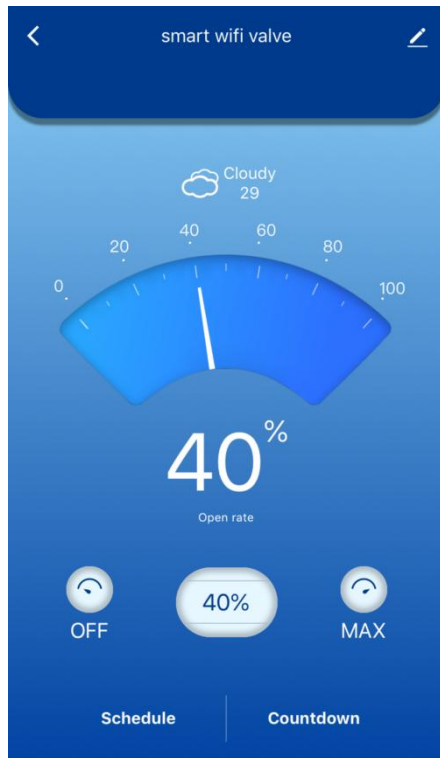 smart wifi valve
Cloudy
29
0 20 40 60 80 100
40%
Open rate
40%
OFF
MAX
Schedule
Countdown